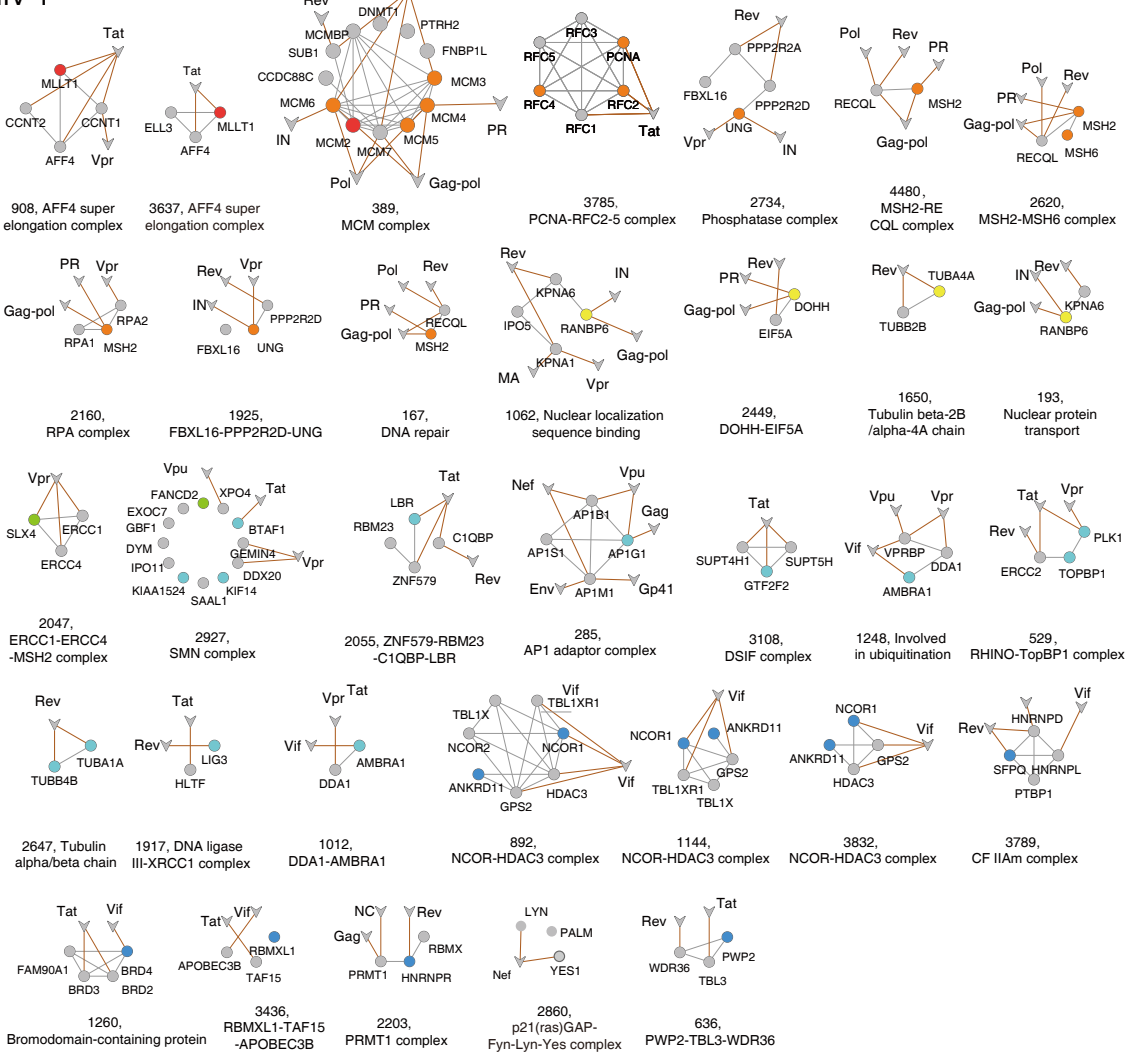 Tat
MLLT1
CCNT2
CCNT1
AFF4
Vpr
908, AFF4 super
elongation complex
Tat
ELL3
MLLT1
AFF4
3637, AFF4 super
elongation complex
Rev
DNMT1
MCMBP
PTRH2
SUB1
FNBP1L
CCDC88C
MCM3
MCM6
MCM4
IN
PR
MCM2
MCM5
MCM7
Pol
Gag-pol
389,
MCM complex
RFC3
RFC5
PCNA
RFC4
RFC2
RFC1
Tat
3785,
PCNA-RFC2-5 complex
Rev
PPP2R2A
FBXL16
PPP2R2D
UNG
Vpr
IN
2734,
Phosphatase complex
Pol
Rev
PR
RECQL
MSH2
Gag-pol
4480,
MSH2-RE
CQL complex
Pol
Rev
PR
Gag-pol
MSH2
RECQL
MSH6
2620,
MSH2-MSH6 complex
PR
Vpr
Gag-pol
RPA2
RPA1
MSH2
2160,
RPA complex
Rev
Vpr
IN
PPP2R2D
FBXL16
UNG
1925,
FBXL16-PPP2R2D-UNG
Pol
Rev
PR
RECQL
Gag-pol
MSH2
167,
DNA repair
Rev
IN
KPNA6
IPO5
RANBP6
KPNA1
Gag-pol
MA
Vpr
1062, Nuclear localization
sequence binding
Rev
PR
DOHH
Gag-pol
EIF5A
2449,
DOHH-EIF5A
Rev
TUBA4A
TUBB2B
1650,
Tubulin beta-2B
/alpha-4A chain
Rev
IN
Gag-pol
KPNA6
RANBP6
193,
Nuclear protein
transport
Vpr
SLX4
ERCC1
ERCC4
2047,
ERCC1-ERCC4
-MSH2 complex
Vpu
FANCD2
XPO4
Tat
EXOC7
GBF1
BTAF1
DYM
GEMIN4
Vpr
IPO11
DDX20
KIAA1524
KIF14
SAAL1
2927,
SMN complex
Tat
LBR
RBM23
C1QBP
ZNF579
Rev
2055, ZNF579-RBM23
-C1QBP-LBR
Nef
Vpu
AP1B1
Gag
AP1S1
AP1G1
Env
AP1M1
Gp41
285,
AP1 adaptor complex
Tat
SUPT4H1
SUPT5H
GTF2F2
3108,
DSIF complex
Vpu
Vpr
Vif
VPRBP
DDA1
AMBRA1
1248, Involved
in ubiquitination
Tat
Vpr
Rev
PLK1
ERCC2
TOPBP1
529,
RHINO-TopBP1 complex
Rev
TUBA1A
TUBB4B
2647, Tubulin
alpha/beta chain
Tat
Rev
LIG3
HLTF
1917, DNA ligase
III-XRCC1 complex
Vpr
Tat
Vif
AMBRA1
DDA1
1012,
DDA1-AMBRA1
Vif
TBL1XR1
TBL1X
NCOR2
NCOR1
ANKRD11
HDAC3
Vif
GPS2
892,
NCOR-HDAC3 complex
Vif
NCOR1
ANKRD11
GPS2
TBL1XR1
TBL1X
1144,
NCOR-HDAC3 complex
NCOR1
Vif
ANKRD11
GPS2
HDAC3
3832,
NCOR-HDAC3 complex
Vif
HNRNPD
Rev
SFPQ
HNRNPL
PTBP1
3789,
CF IIAm complex
Tat
Vif
FAM90A1
BRD4
BRD3
BRD2
1260,
Bromodomain-containing protein
Vif
Tat
RBMXL1
APOBEC3B
TAF15
3436,
RBMXL1-TAF15
-APOBEC3B
NC
Rev
Gag
RBMX
PRMT1
HNRNPR
2203,
PRMT1 complex
LYN
PALM
Nef
YES1
2860,
p21(ras)GAP-
Fyn-Lyn-Yes complex
Tat
Rev
PWP2
WDR36
TBL3
636,
PWP2-TBL3-WDR36